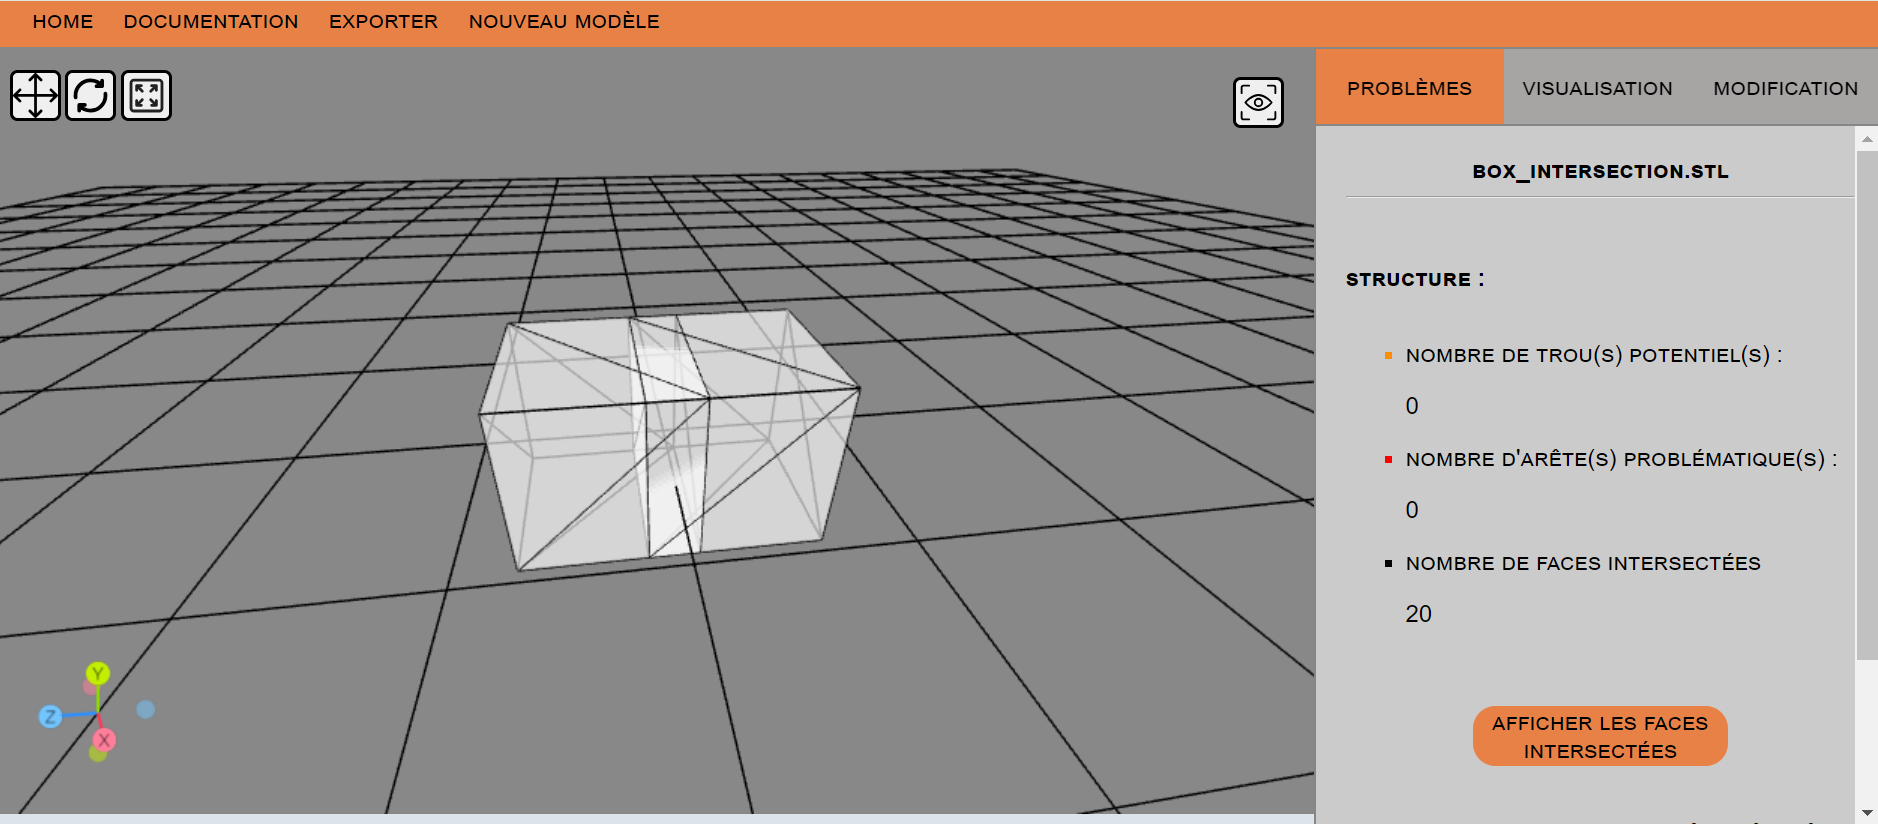 HOME DOCUMENTATION EXPORTER NOUVEAU MODÈLE
PROBLÈMES VISUALISATION MODIFICATION
BOX_INTERSECTION.STL
STRUCTURE :
NOMBRE DE TROU(S) POTENTIEL(S) :
0
NOMBRE D'ARÊTE(S) PROBLÉMATIQUE(S) :
0
NOMBRE DE FACES INTERSECTÉES
20
AFFICHER LES FACES
INTERSECTÉES
Y
Z
X